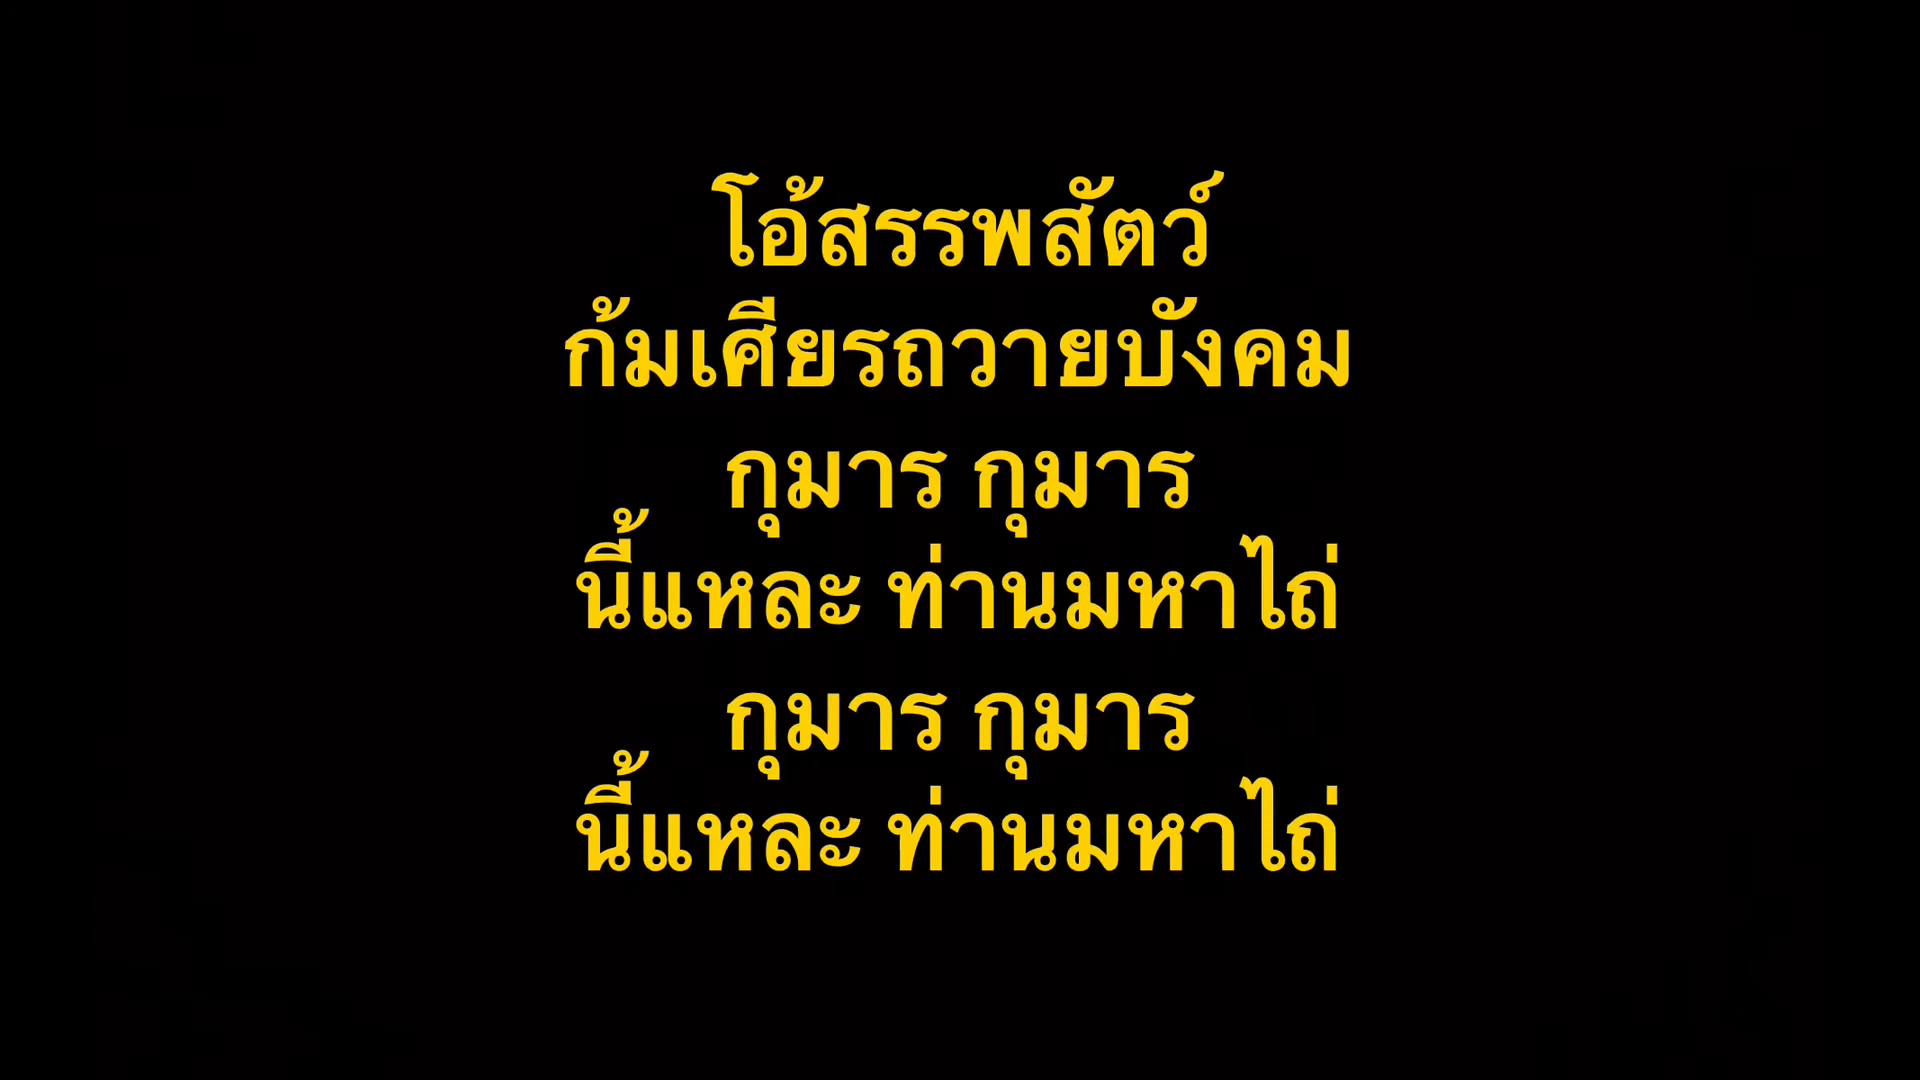 โอ้สรรพสัตว์
ก้มเศียรถวายบังคม
กุมาร กุมาร
นี้แหละ ท่านมหาไถ่
กุมาร กุมาร
นี้แหละ ท่านมหาไถ่